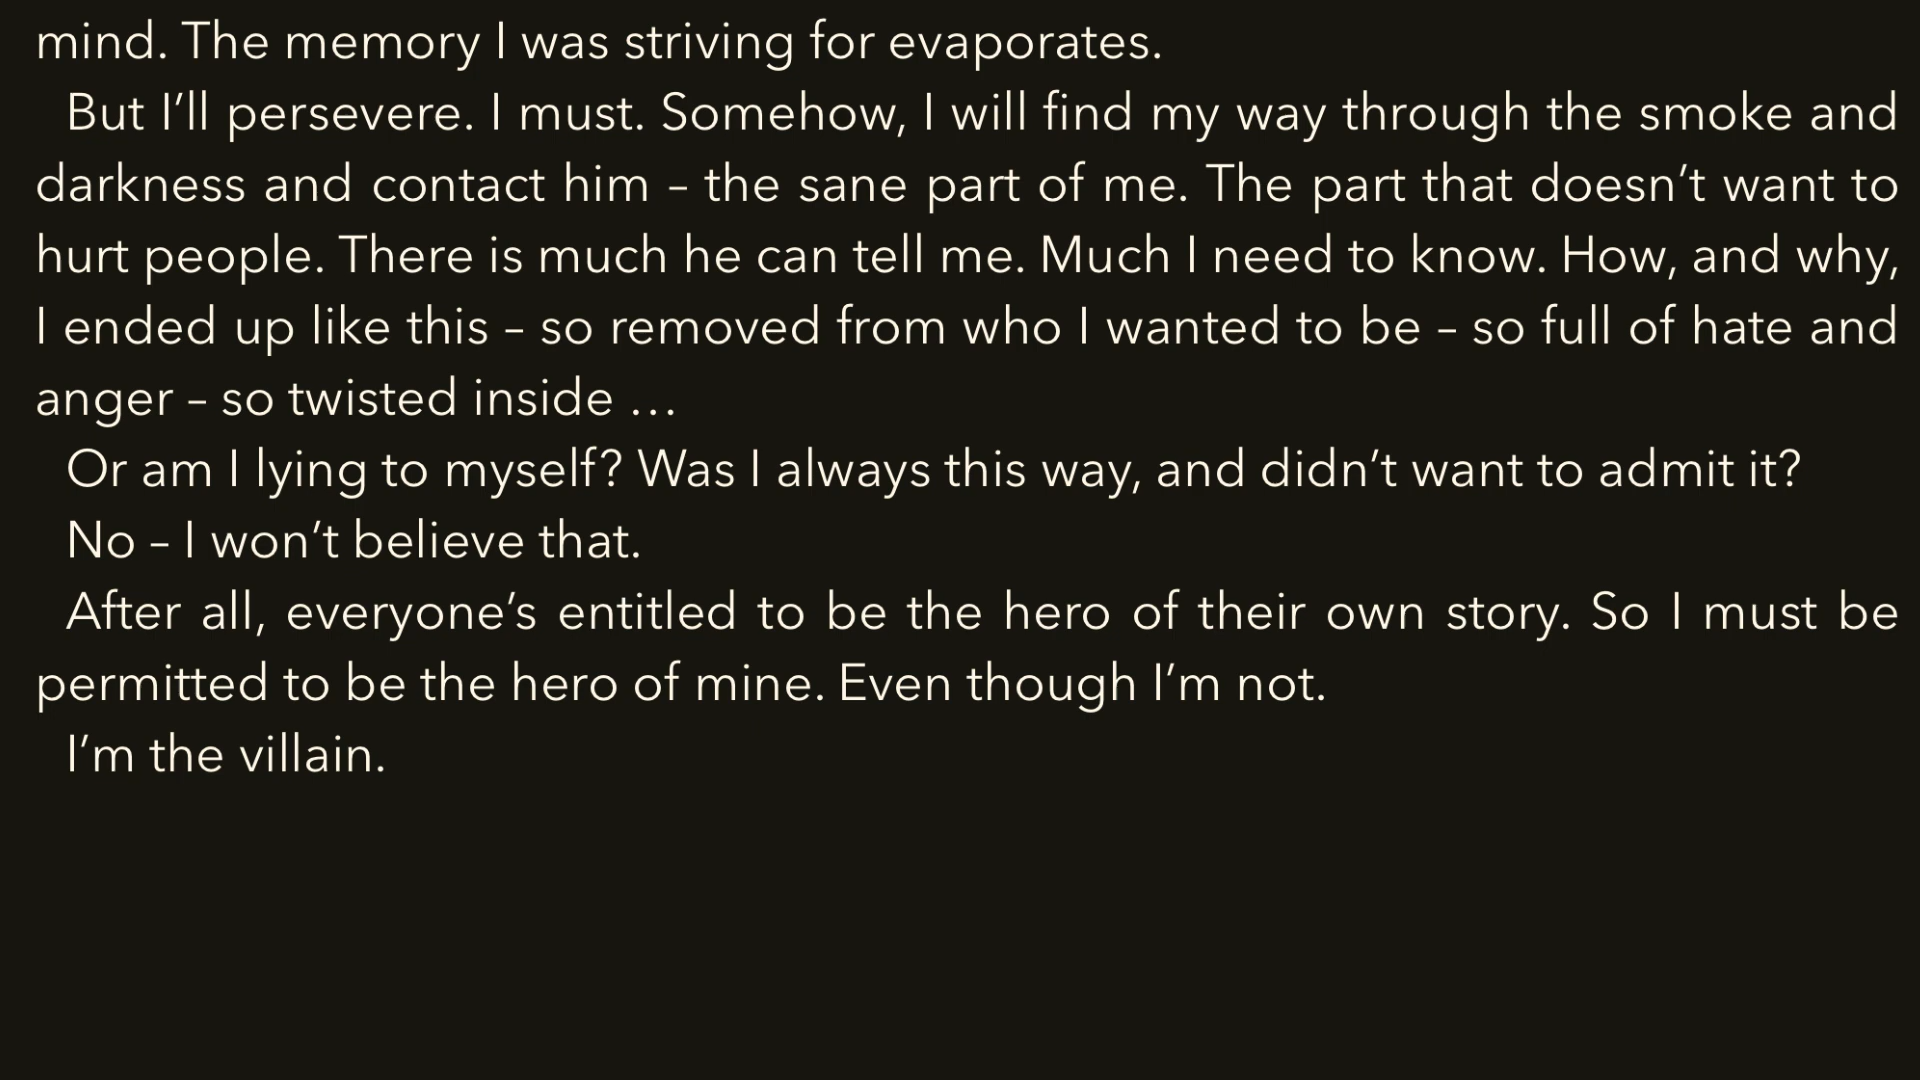 mind. The memory I was striving for evaporates.
But I’ll persevere. I must. Somehow, I will find my way through the smoke and
darkness and contact him – the sane part of me. The part that doesn’t want to
hurt people. There is much he can tell me. Much I need to know. How, and why,
I ended up like this – so removed from who I wanted to be – so full of hate and
anger – so twisted inside …
Or am I lying to myself? Was I always this way, and didn’t want to admit it?
No – I won’t believe that.
After all, everyone’s entitled to be the hero of their own story. So I must be
permitted to be the hero of mine. Even though I’m not.
I’m the villain.